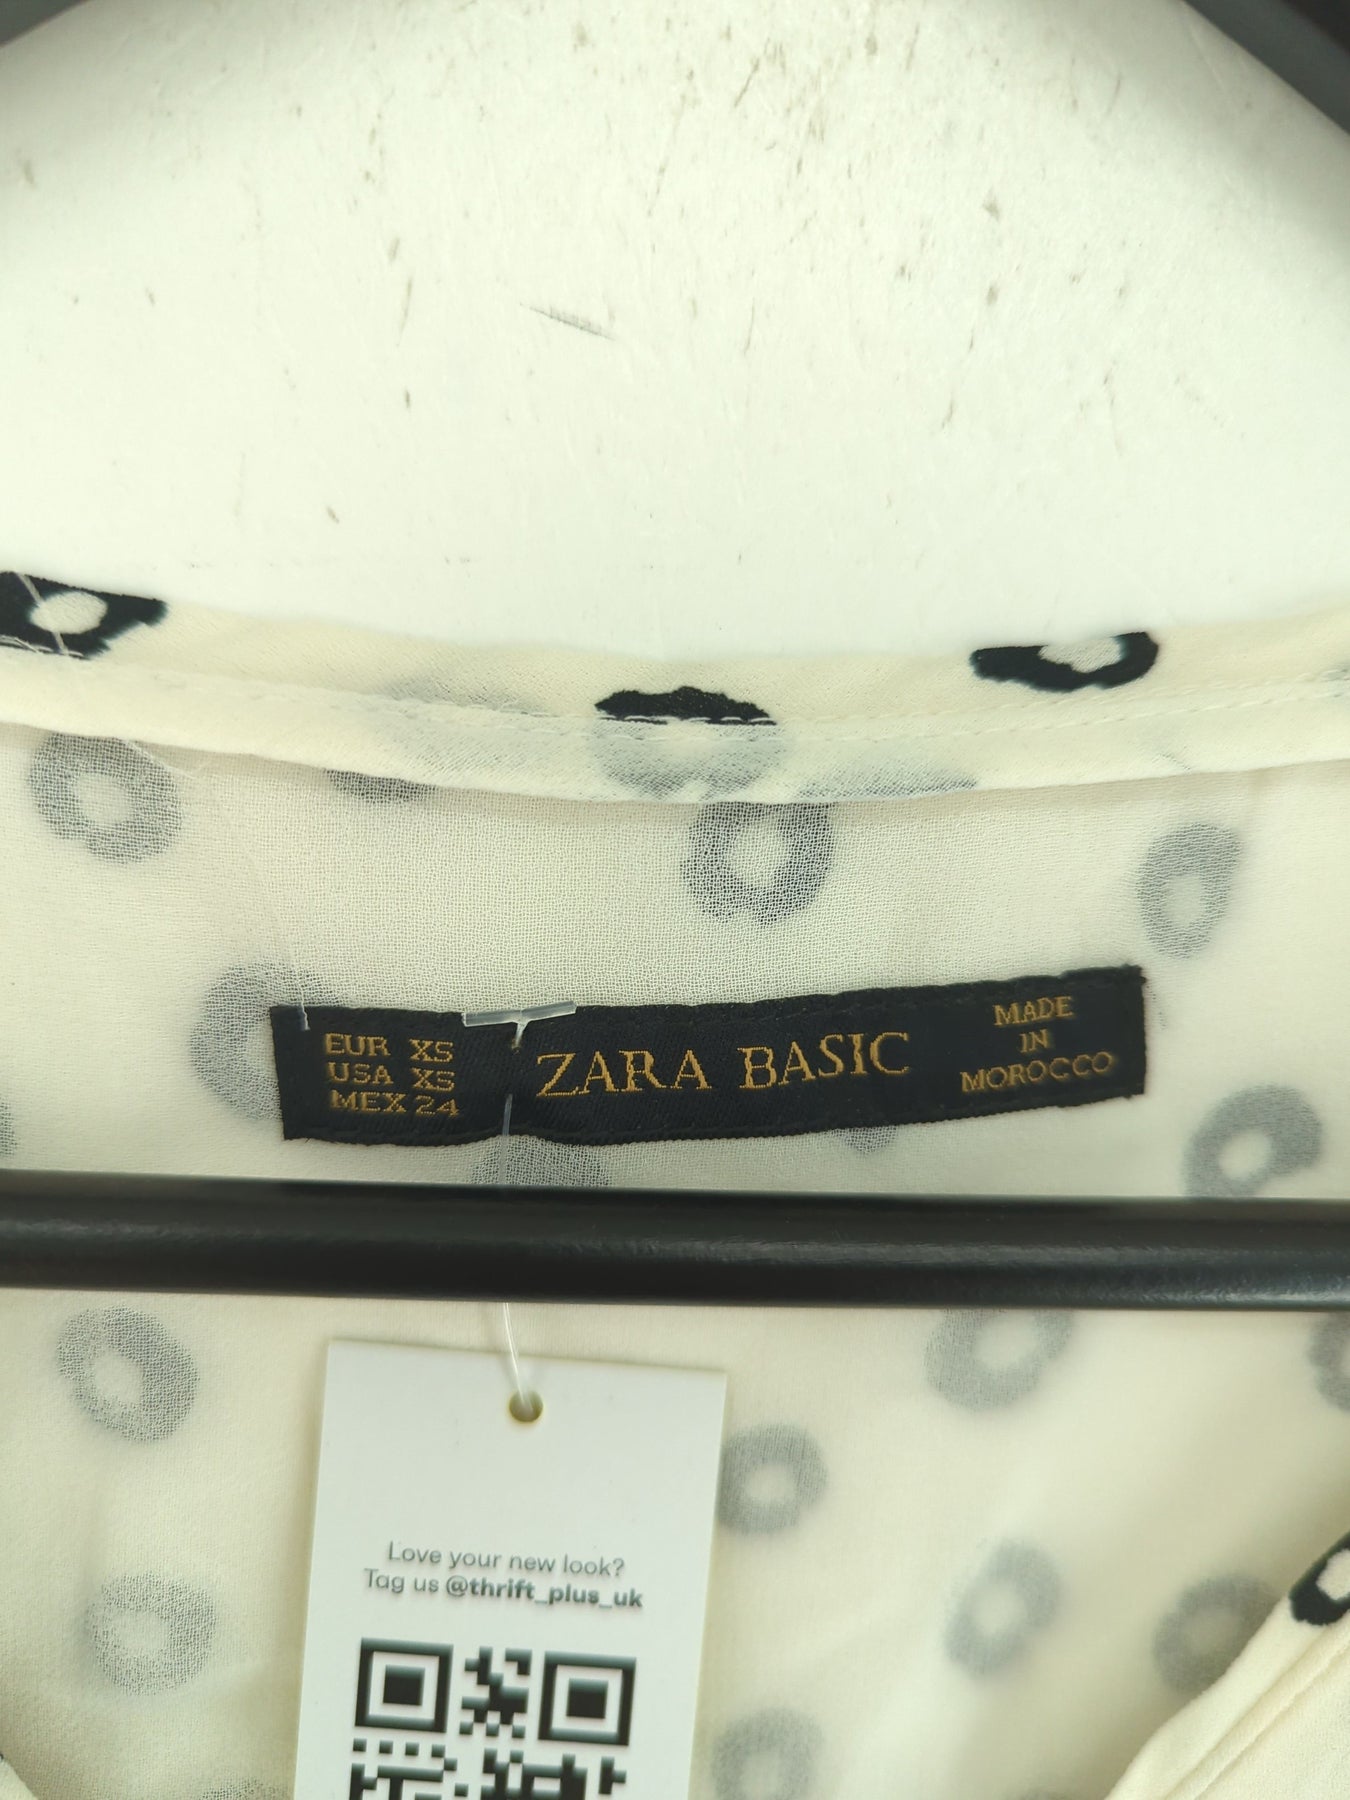 EUR XS
USA XS
MEX 24
ZARA BASIC
MADE
IN
MOROCCO
Love your new look?
Tag us @thrift_plus_uk